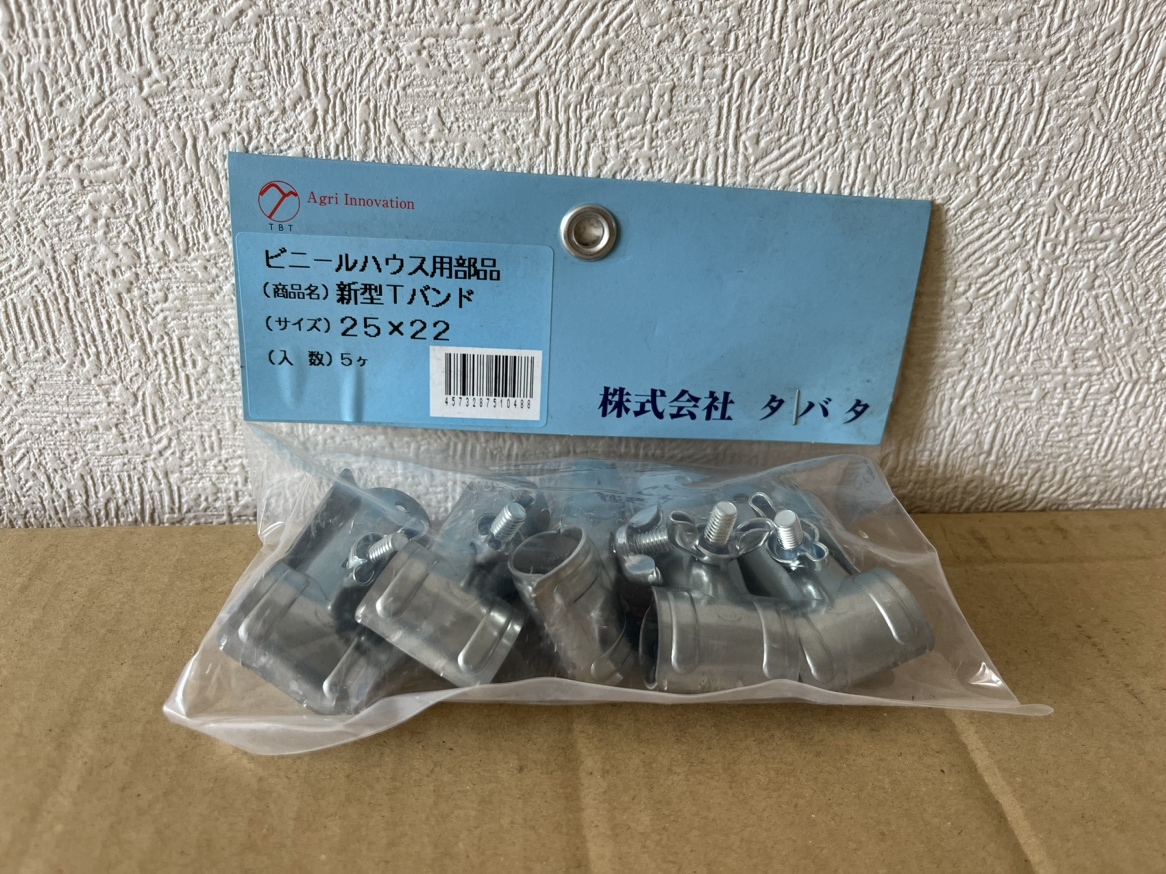 Agri Innovation
TBT
ビニールハウス用部品
(商品名)新型Tバンド
(サイズ)25×22
(入 数)5ヶ
4573287510488
株式会社 タバタ